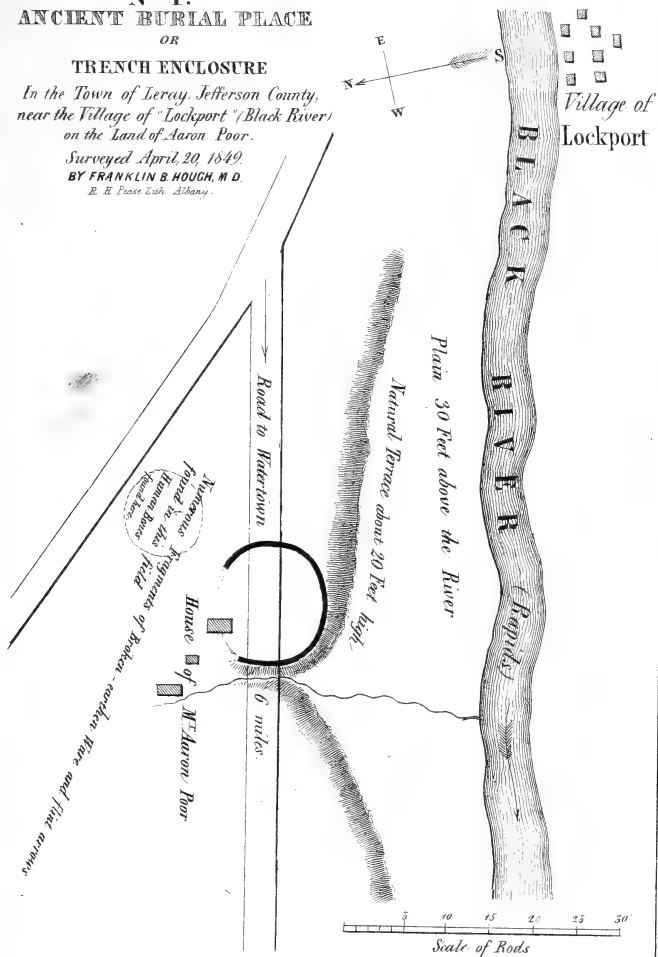 No 1.
ANCIENT BURIAL PLACE
OR
TRENCH ENCLOSURE
In the Town of Leray. Jefferson County,
near the Village of "Lockport" (Black River)
on the Land of Aaron Poor.
Surveyed April, 20, 1849.
BY FRANKLIN B. HOUGH, M D.
R. H Pease Lith Albany.
E
N
S
W
Village of
Lockport
BLACK RIVER
(Rapids)
Plain 30 Feet above the River
Natural Terrace about 20 Feet high
Road to Watertown
6 miles
Numerous Fragments of Broken-earthen Ware and flint arrows
found in this field
Human Bones
found here
House of Mr Aaron Poor
5 10 15 20 25 30
Scale of Rods